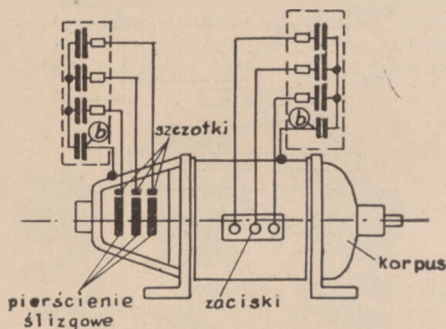 b
b
szczotki
korpus
pierścienie
ślizgowe
zaciski